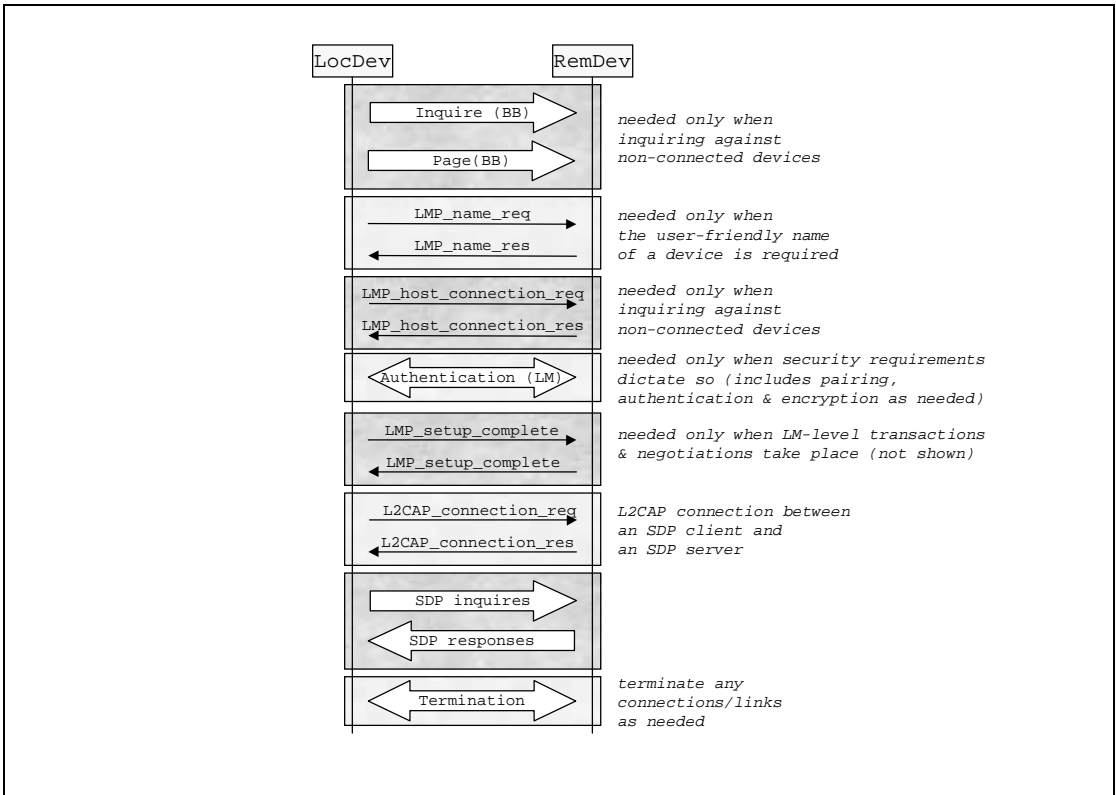 LocDev
RemDev
Inquire (BB)
Page(BB)
needed only when
inquiring against
non-connected devices
LMP_name_req
LMP_name_res
needed only when
the user-friendly name
of a device is required
LMP_host_connection_req
LMP_host_connection_res
needed only when
inquiring against
non-connected devices
Authentication (LM)
needed only when security requirements
dictate so (includes pairing,
authentication & encryption as needed)
LMP_setup_complete
LMP_setup_complete
needed only when LM-level transactions
& negotiations take place (not shown)
L2CAP_connection_req
L2CAP_connection_res
L2CAP connection between
an SDP client and
an SDP server
SDP inquires
SDP responses
Termination
terminate any
connections/links
as needed